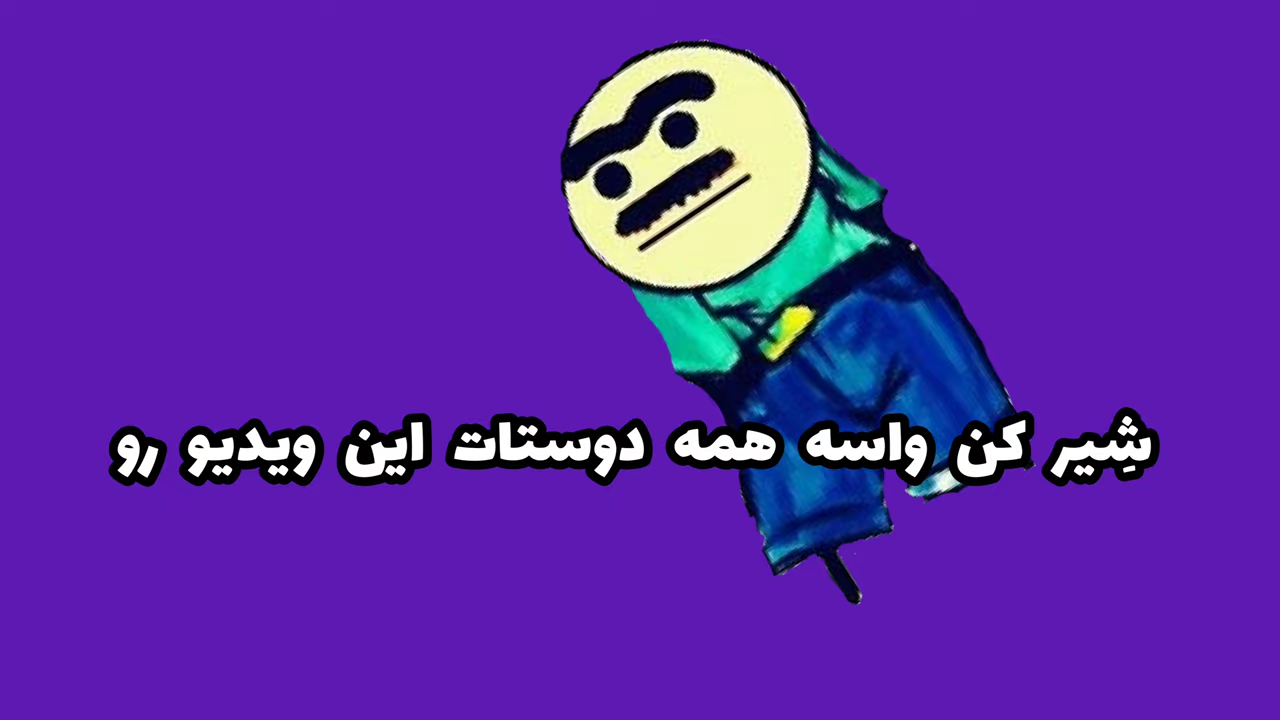 شِیر کن واسه همه دوستات این ویدیو رو